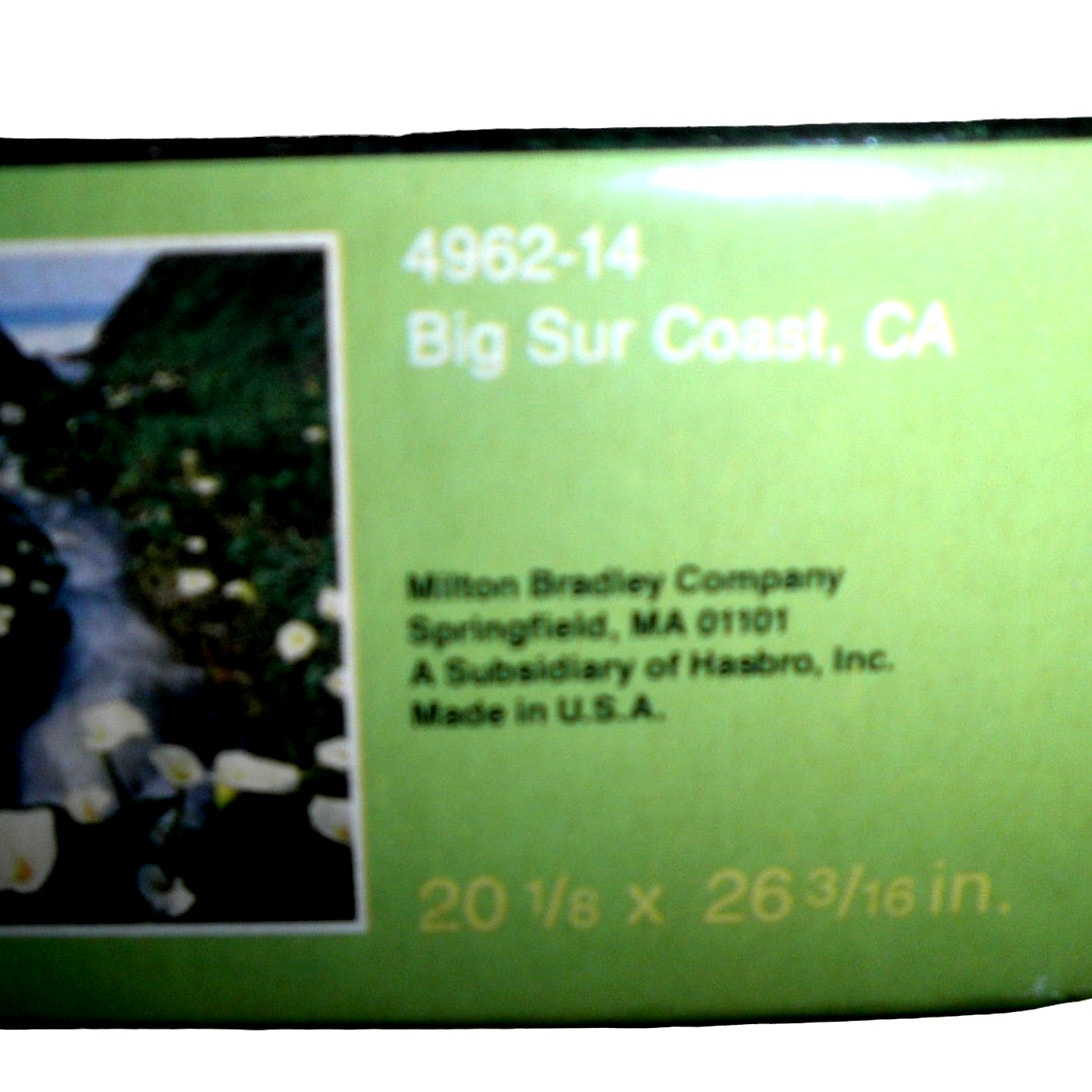 4962-14
Big Sur Coast, CA
Milton Bradley Company
Springfield, MA 01101
A Subsidiary of Hasbro, Inc.
Made in U.S.A.
20 1/8 x 26 3/16 in.